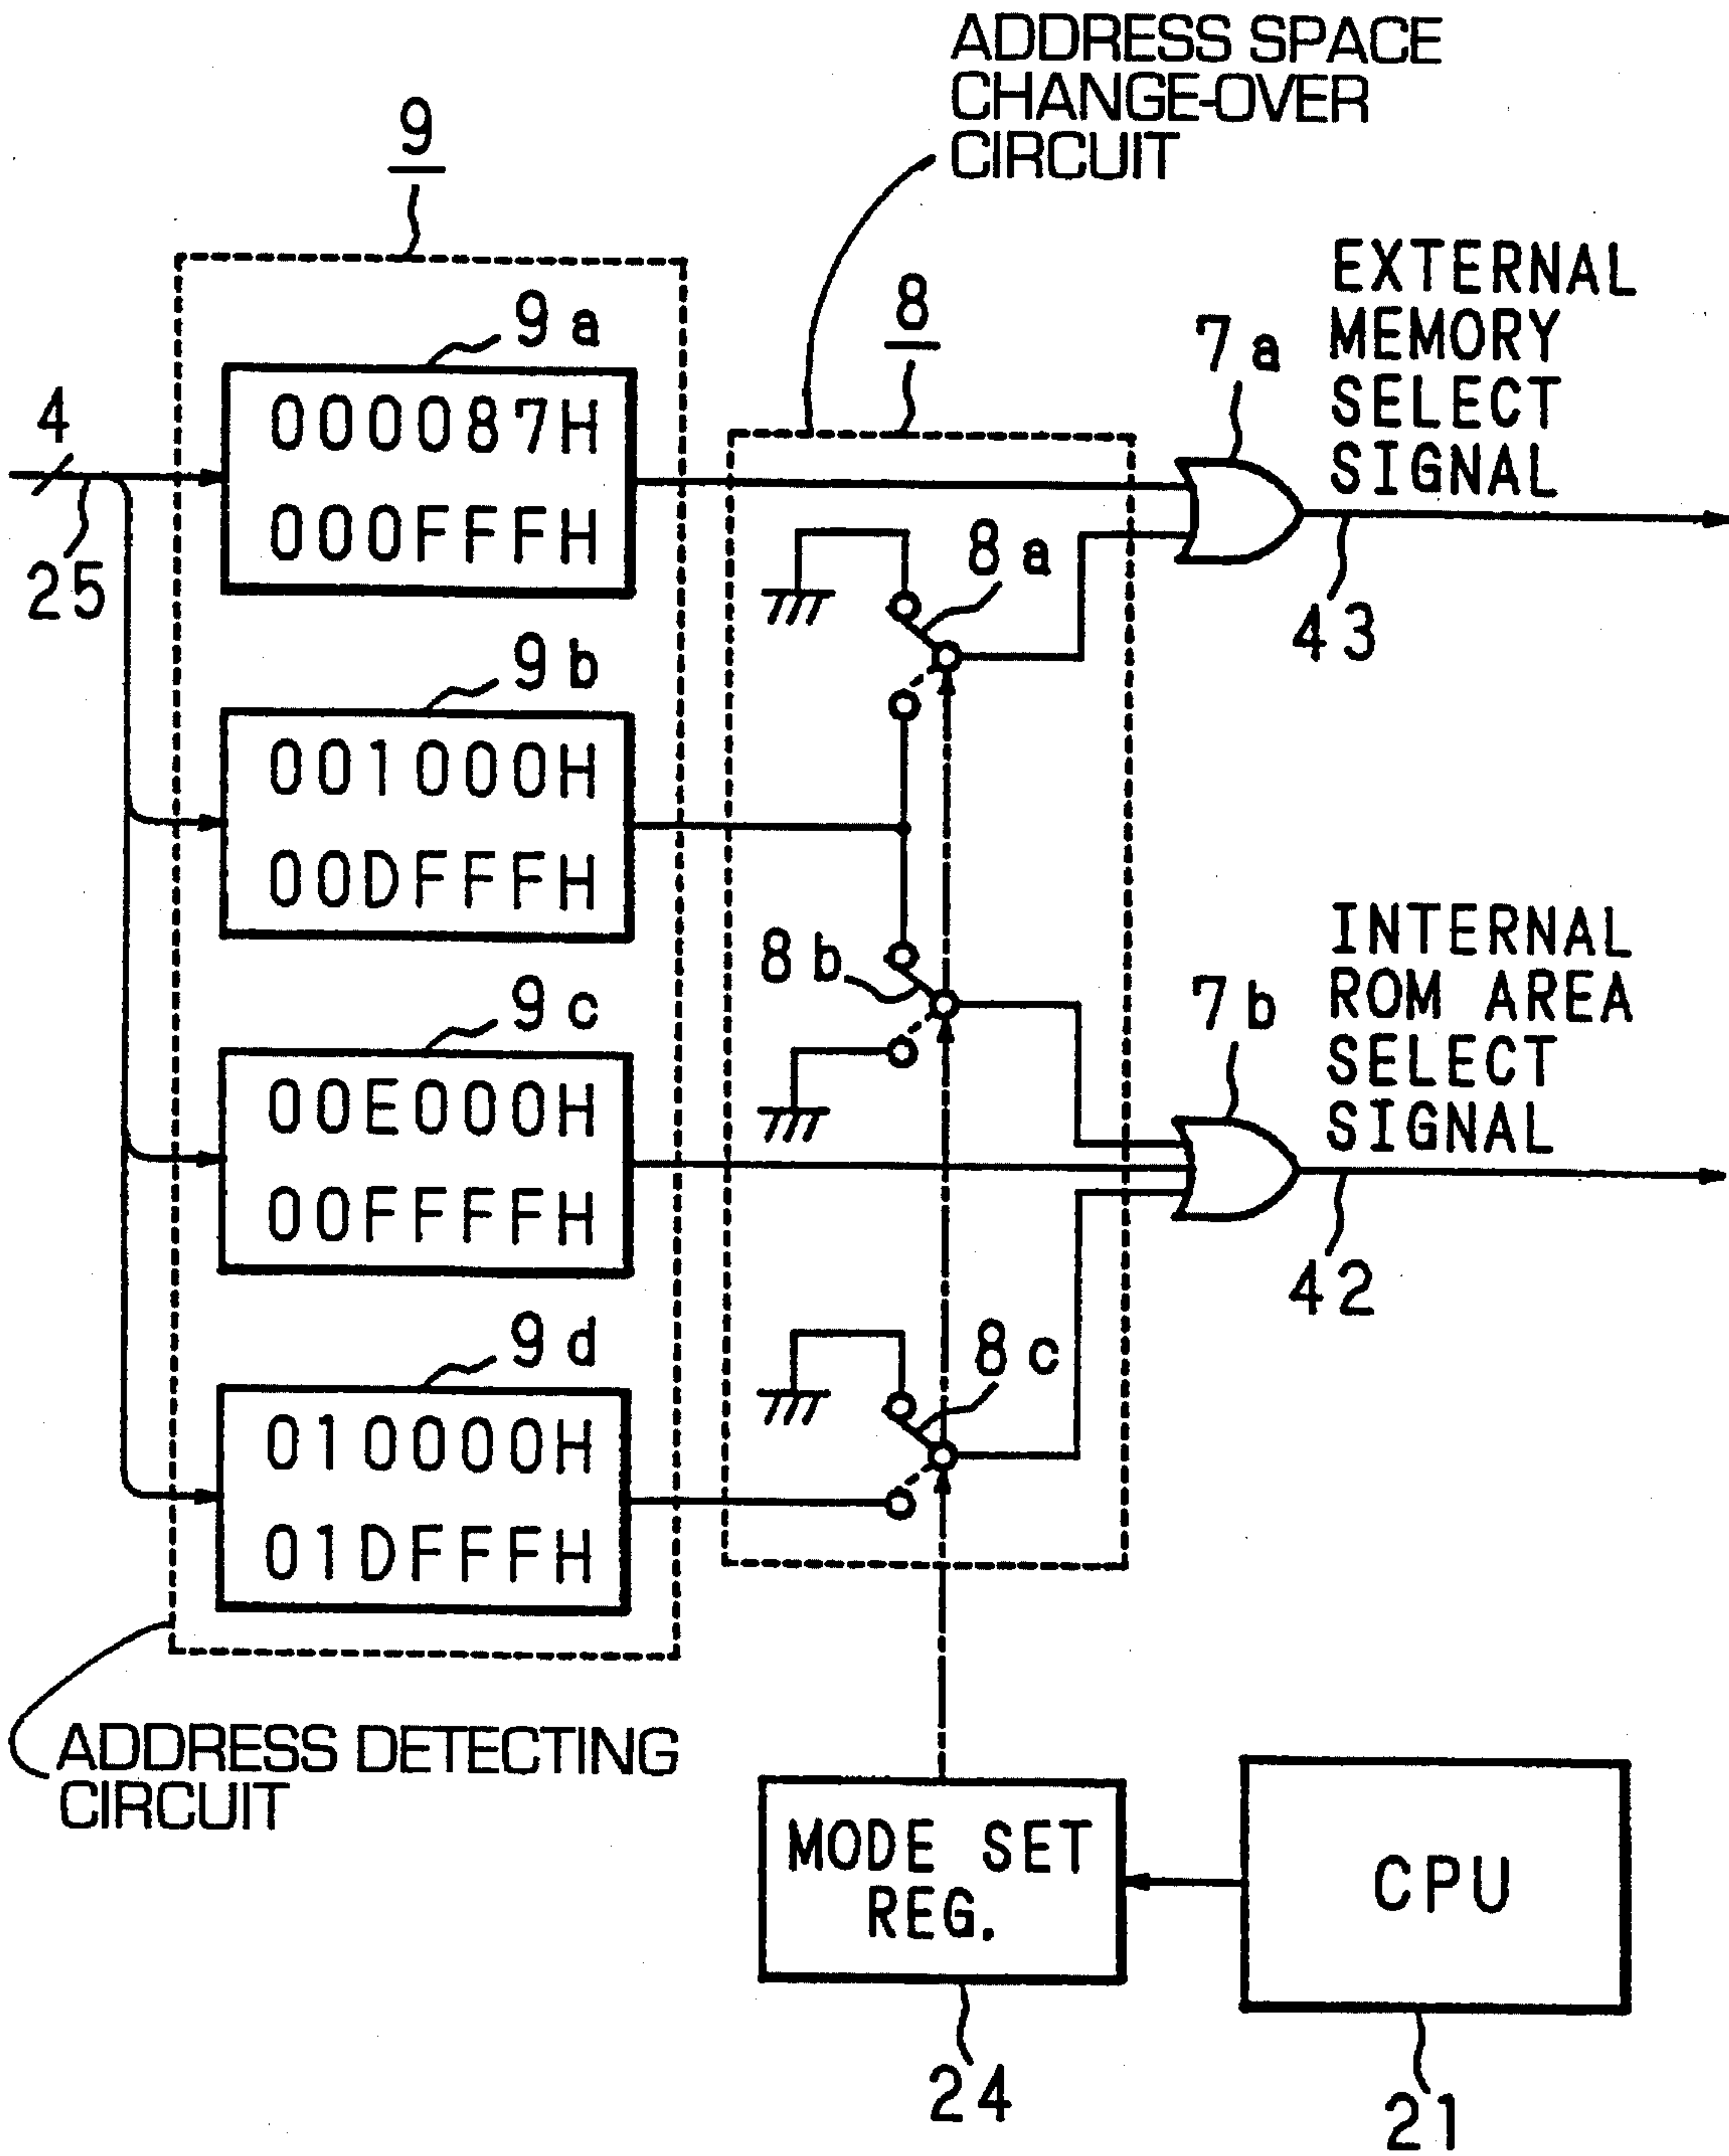 ADDRESS SPACE
CHANGE-OVER
CIRCUIT
9
8
EXTERNAL
MEMORY
SELECT
SIGNAL
7a
9a
4
000087H
000FFFH
25
8a
43
9b
001000H
00DFFFH
8b
INTERNAL
ROM AREA
SELECT
SIGNAL
7b
9c
00E000H
00FFFFH
42
9d
8c
010000H
01DFFFH
ADDRESS DETECTING
CIRCUIT
MODE SET
REG.
CPU
24
21